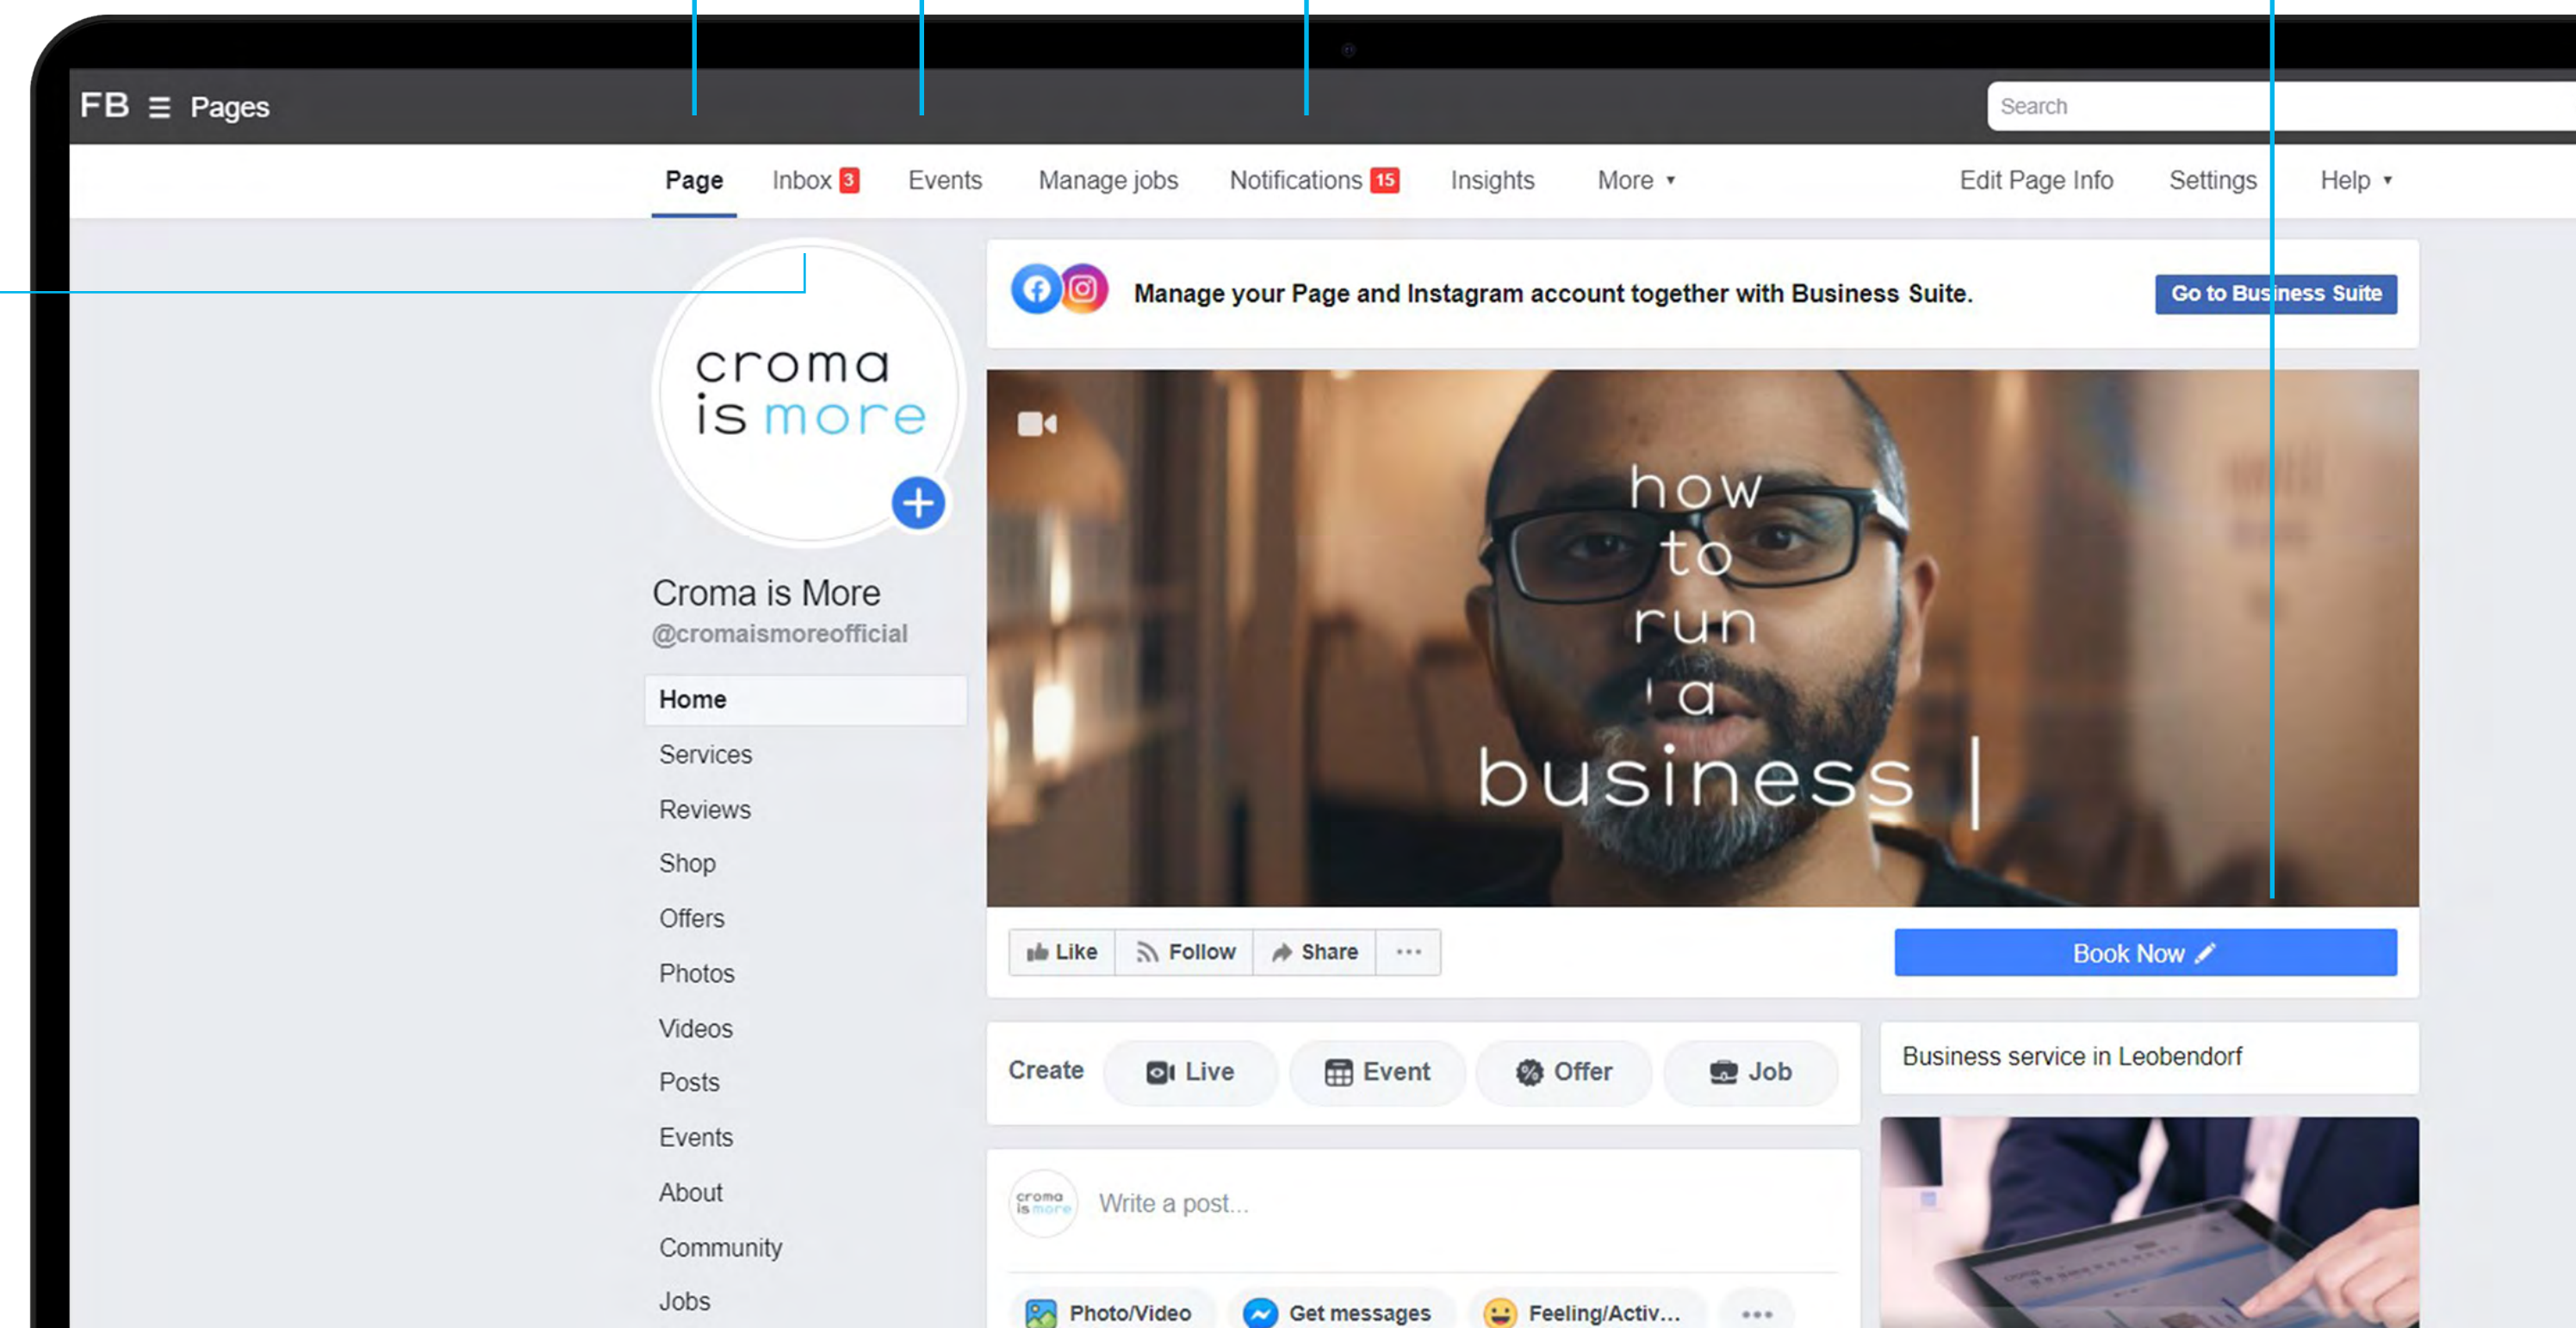 FB ☰ Pages
Search
Page
Inbox 3
Events
Manage jobs
Notifications 15
Insights
More ▾
Edit Page Info
Settings
Help ▾
croma
is more
Manage your Page and Instagram account together with Business Suite.
Go to Business Suite
how
to
run
a
business |
Croma is More
@cromaismoreofficial
Home
Services
Reviews
Shop
Offers
Photos
Videos
Posts
Events
About
Community
Jobs
Like
Follow
Share
...
Book Now
Create
Live
Event
Offer
Job
Business service in Leobendorf
croma
is more
Write a post...
Photo/Video
Get messages
Feeling/Activ...
...